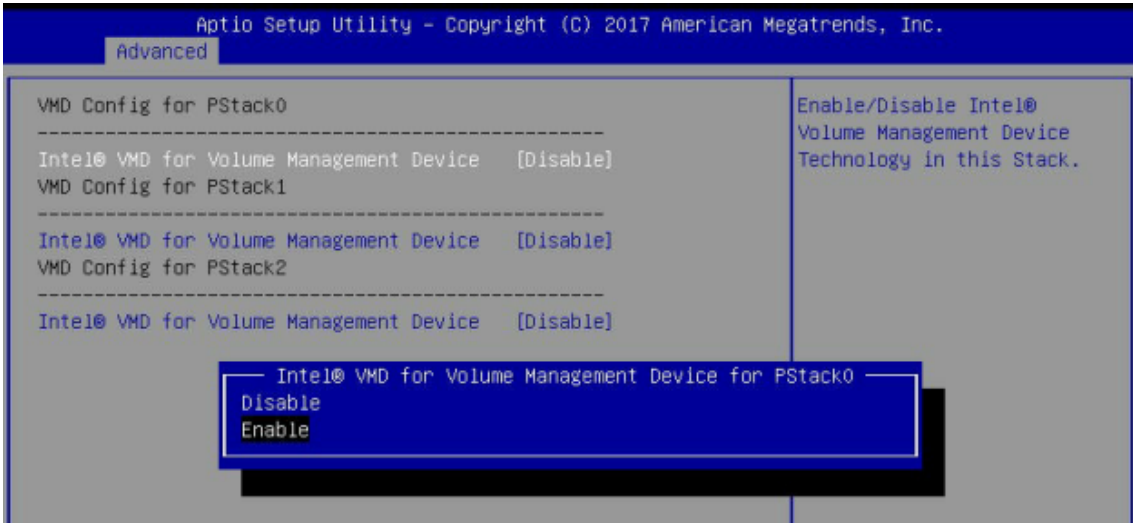 Aptio Setup Utility – Copyright (C) 2017 American Megatrends, Inc.
Advanced
VMD Config for PStack0
--------------------------------------------------
Intel® VMD for Volume Management Device [Disable]
VMD Config for PStack1
--------------------------------------------------
Intel® VMD for Volume Management Device [Disable]
VMD Config for PStack2
--------------------------------------------------
Intel® VMD for Volume Management Device [Disable]
Enable/Disable Intel®
Volume Management Device
Technology in this Stack.
Intel® VMD for Volume Management Device for PStack0
Disable
Enable